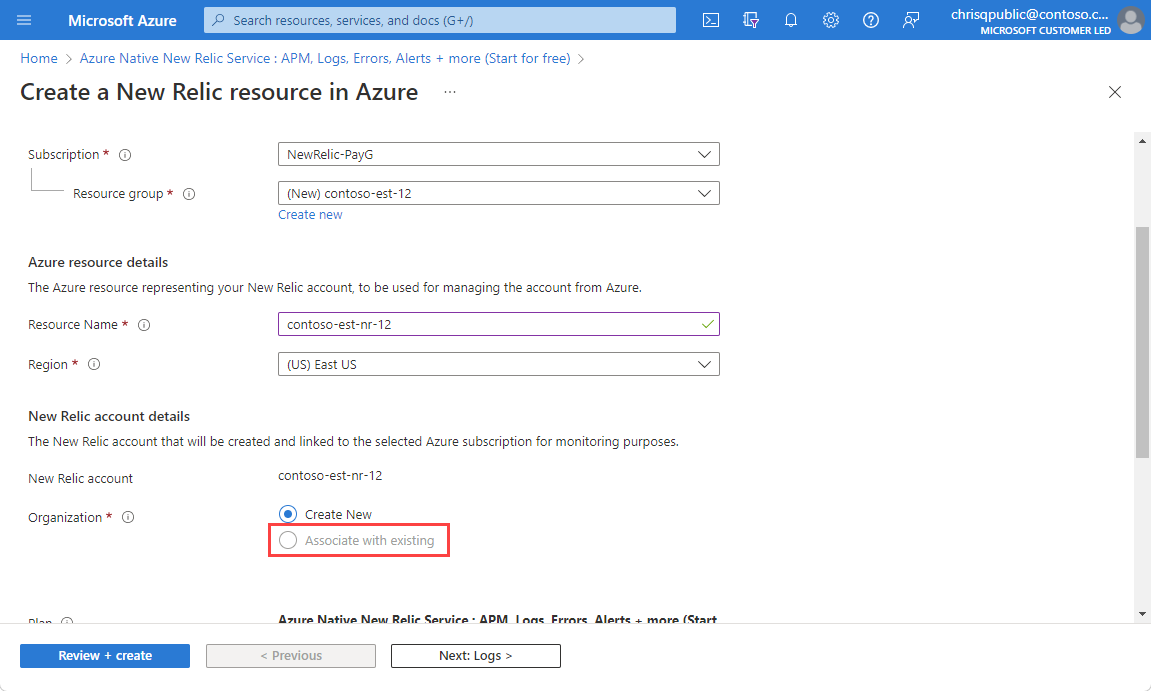 Microsoft Azure
Search resources, services, and docs (G+/)
chrisqpublic@contoso.c...
MICROSOFT CUSTOMER LED
Home > Azure Native New Relic Service : APM, Logs, Errors, Alerts + more (Start for free) >
Create a New Relic resource in Azure ...
Subscription *
NewRelic-PayG
Resource group *
(New) contoso-est-12
Create new
Azure resource details
The Azure resource representing your New Relic account, to be used for managing the account from Azure.
Resource Name *
contoso-est-nr-12
Region *
(US) East US
New Relic account details
The New Relic account that will be created and linked to the selected Azure subscription for monitoring purposes.
New Relic account
contoso-est-nr-12
Organization *
Create New
Associate with existing
Plan
Azure Native New Relic Service : APM, Logs, Errors, Alerts + more (Start
Review + create
< Previous
Next: Logs >